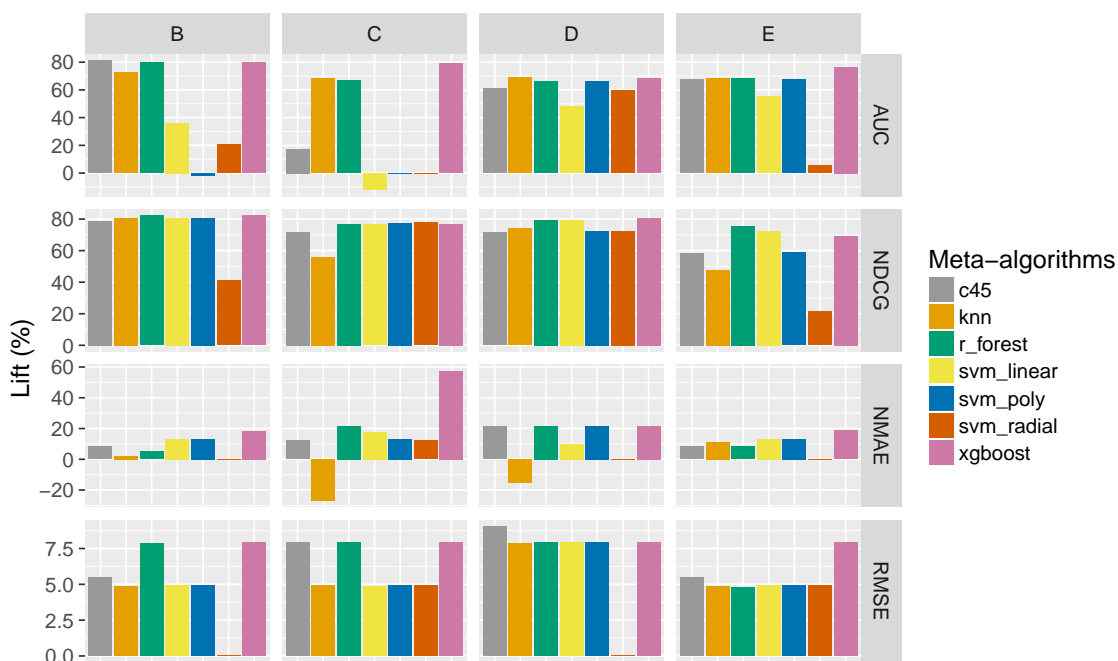 B C D E
80
60
40
20
0
AUC
80
60
40
20
0
NDCG
60
40
20
0
−20
NMAE
7.5
5.0
2.5
0.0
RMSE
Lift (%)
Meta−algorithms
c45
knn
r_forest
svm_linear
svm_poly
svm_radial
xgboost